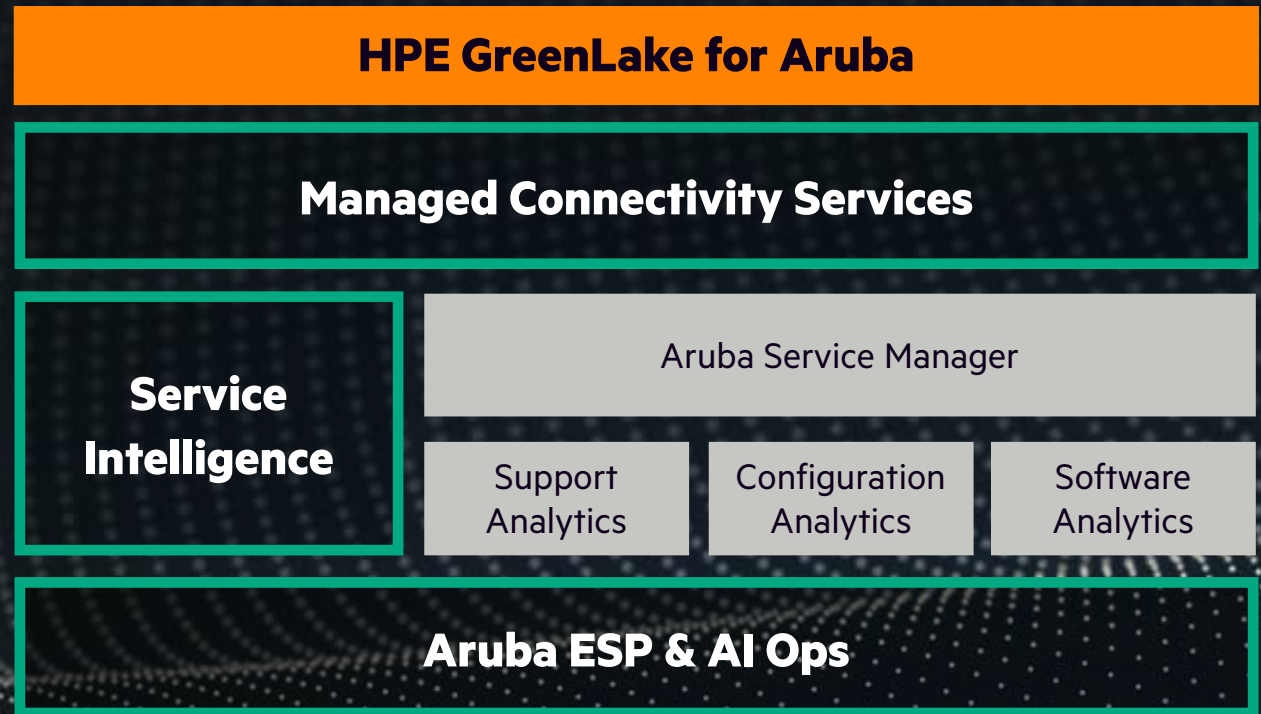 HPE GreenLake for Aruba
Managed Connectivity Services
Service
Intelligence
Aruba Service Manager
Support
Analytics
Configuration
Analytics
Software
Analytics
Aruba ESP & AI Ops